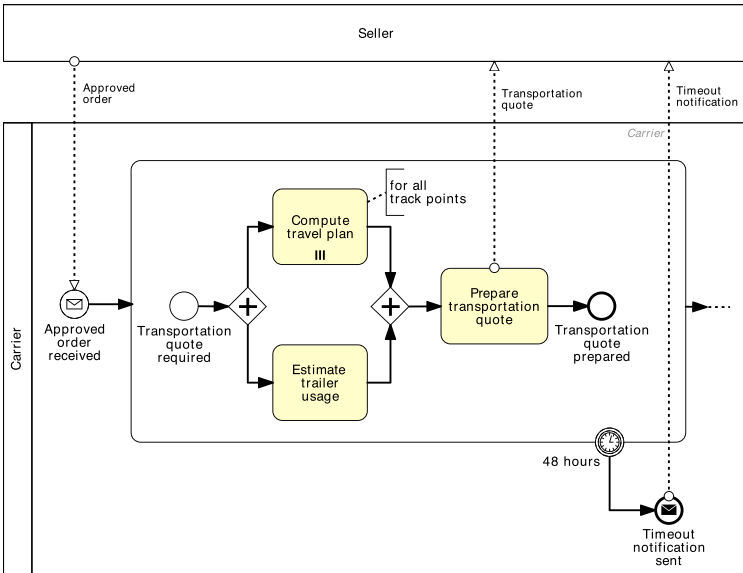 Seller
Approved
order
Transportation
quote
Timeout
notification
Carrier
Carrier
for all
track points
Compute
travel plan
Approved
order
received
Transportation
quote
required
Prepare
transportation
quote
Transportation
quote
prepared
Estimate
trailer
usage
48 hours
Timeout
notification
sent